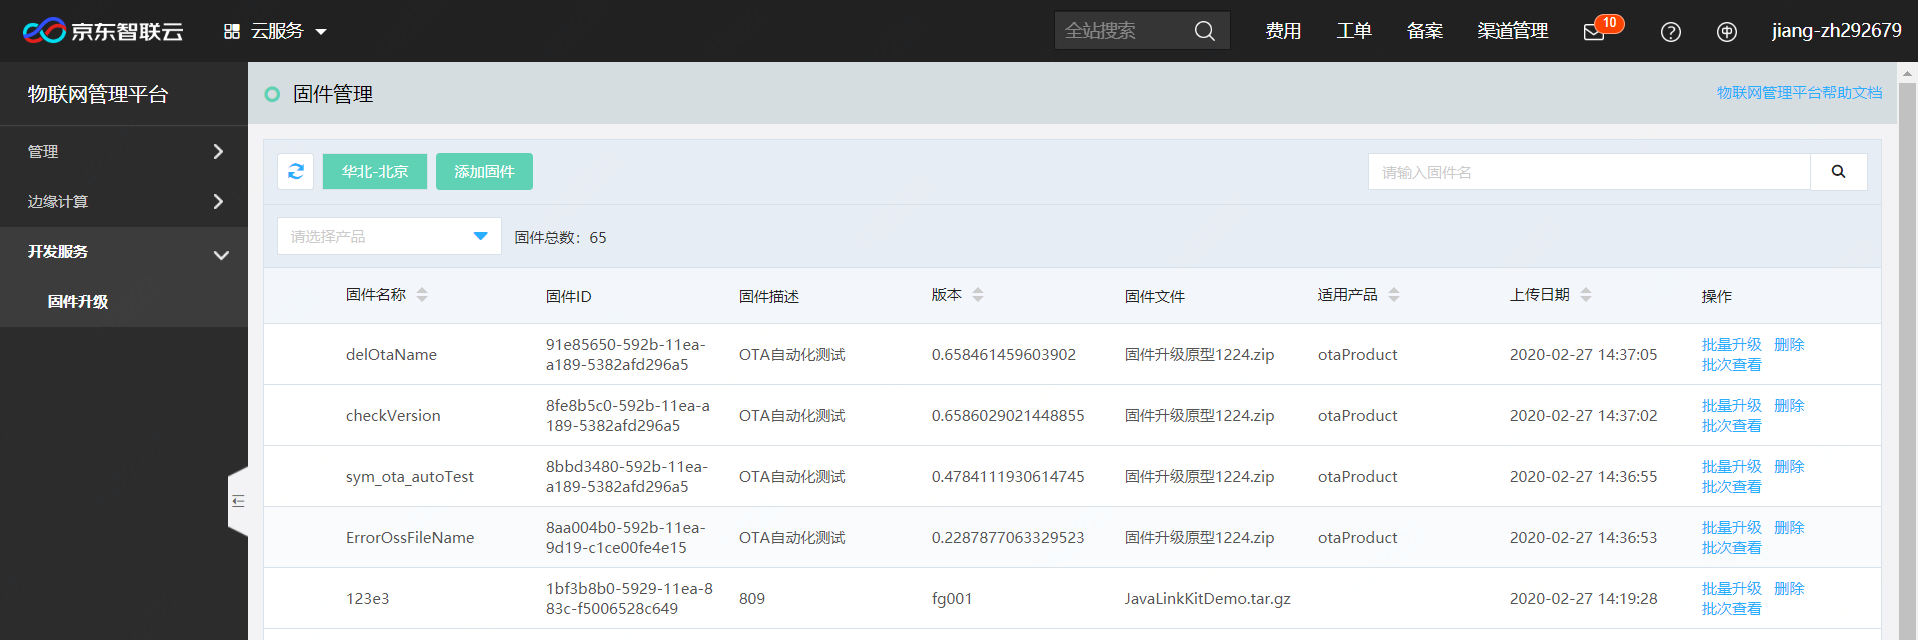 京东智联云 云服务 全站搜索 费用 工单 备案 渠道管理 10 jiang-zh292679
物联网管理平台
管理
边缘计算
开发服务
固件升级
固件管理 物联网管理平台帮助文档
华北-北京 添加固件 请输入固件名
请选择产品 固件总数：65
固件名称 固件ID 固件描述 版本 固件文件 适用产品 上传日期 操作
delOtaName 91e85650-592b-11ea- OTA自动化测试 0.658461459603902 固件升级原型1224.zip otaProduct 2020-02-27 14:37:05 批量升级 删除
a189-5382afd296a5 批次查看
checkVersion 8fe8b5c0-592b-11ea-a OTA自动化测试 0.6586029021448855 固件升级原型1224.zip otaProduct 2020-02-27 14:37:02 批量升级 删除
189-5382afd296a5 批次查看
sym_ota_autoTest 8bbd3480-592b-11ea- OTA自动化测试 0.4784111930614745 固件升级原型1224.zip otaProduct 2020-02-27 14:36:55 批量升级 删除
a189-5382afd296a5 批次查看
ErrorOssFileName 8aa004b0-592b-11ea- OTA自动化测试 0.2287877063329523 固件升级原型1224.zip otaProduct 2020-02-27 14:36:53 批量升级 删除
9d19-c1ce00fe4e15 批次查看
123e3 1bf3b8b0-5929-11ea-8 809 fg001 JavaLinkKitDemo.tar.gz 2020-02-27 14:19:28 批量升级 删除
83c-f5006528c649 批次查看